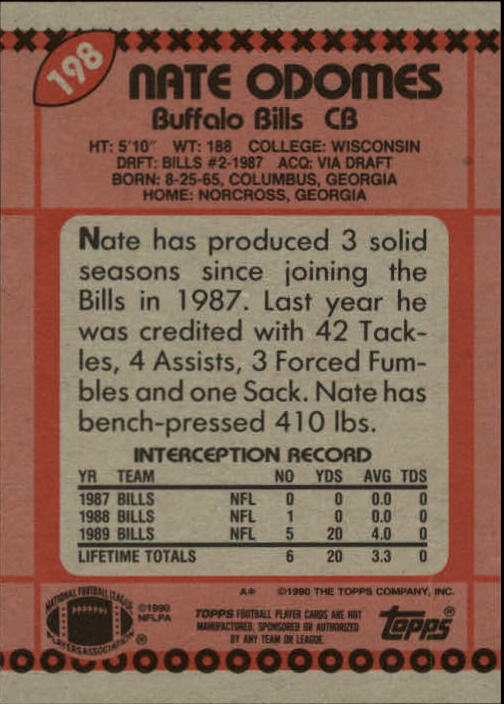 198
NATE ODOMES
Buffalo Bills CB
HT: 5'10" WT: 188 COLLEGE: WISCONSIN
DRFT: BILLS #2-1987 ACQ: VIA DRAFT
BORN: 8-25-65, COLUMBUS, GEORGIA
HOME: NORCROSS, GEORGIA
Nate has produced 3 solid
seasons since joining the
Bills in 1987. Last year he
was credited with 42 Tack-
les, 4 Assists, 3 Forced Fum-
bles and one Sack. Nate has
bench-pressed 410 lbs.
INTERCEPTION RECORD
YR TEAM NO YDS AVG TDS
1987 BILLS NFL 0 0 0.0 0
1988 BILLS NFL 1 0 0.0 0
1989 BILLS NFL 5 20 4.0 0
LIFETIME TOTALS 6 20 3.3 0
A* ©1990 THE TOPPS COMPANY, INC.
NATIONAL FOOTBALL LEAGUE
PLAYERS ASSOCIATION
®
©1990
NFLPA
TOPPS FOOTBALL PLAYER CARDS ARE NOT
MANUFACTURED, SPONSORED OR AUTHORIZED
BY ANY TEAM OR LEAGUE.
Topps®